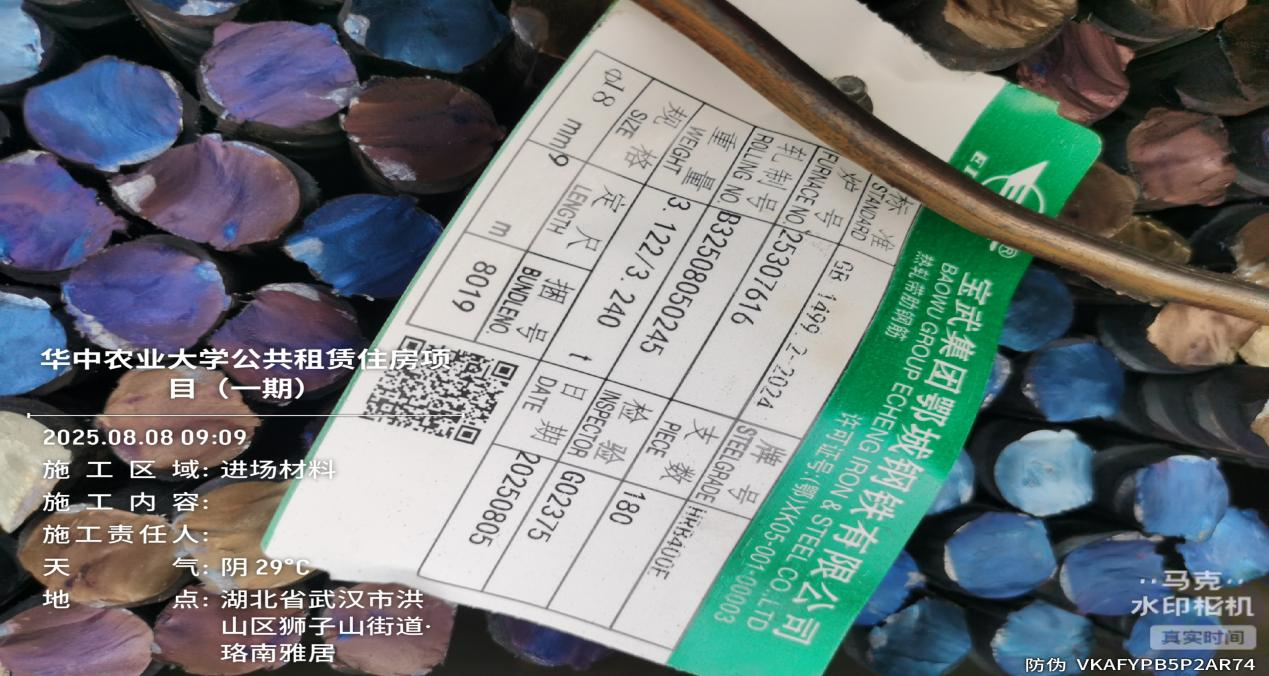 宝武集团鄂城钢铁有限公司
BAOWU GROUP ECHENG IRON & STEEL CO.,LTD
热轧带肋钢筋
许可证号:(鄂)XK05-001-00003
标准 STANDARD GB 1499.2-2024
牌号 STEELGRADE HRB400E
炉号 FURNACE NO. 25307616
轧制号 ROLLING NO. B32508050245
支数 PIECE 180
重量 WEIGHT 3.122/3.240 t
检验 INSPECTOR G02375
规格 SIZE 定尺 LENGTH 捆号 BUNDLENO. 日期 DATE 20250805
Φ18 mm 9 m 8019
华中农业大学公共租赁住房项
目（一期）
2025.08.08 09:09
施工区域: 进场材料
施工内容:
施工责任人:
天气: 阴 29°C
地点: 湖北省武汉市洪
山区狮子山街道·
珞南雅居
马克
水印相机
真实时间
防伪 VKAFYPB5P2AR74